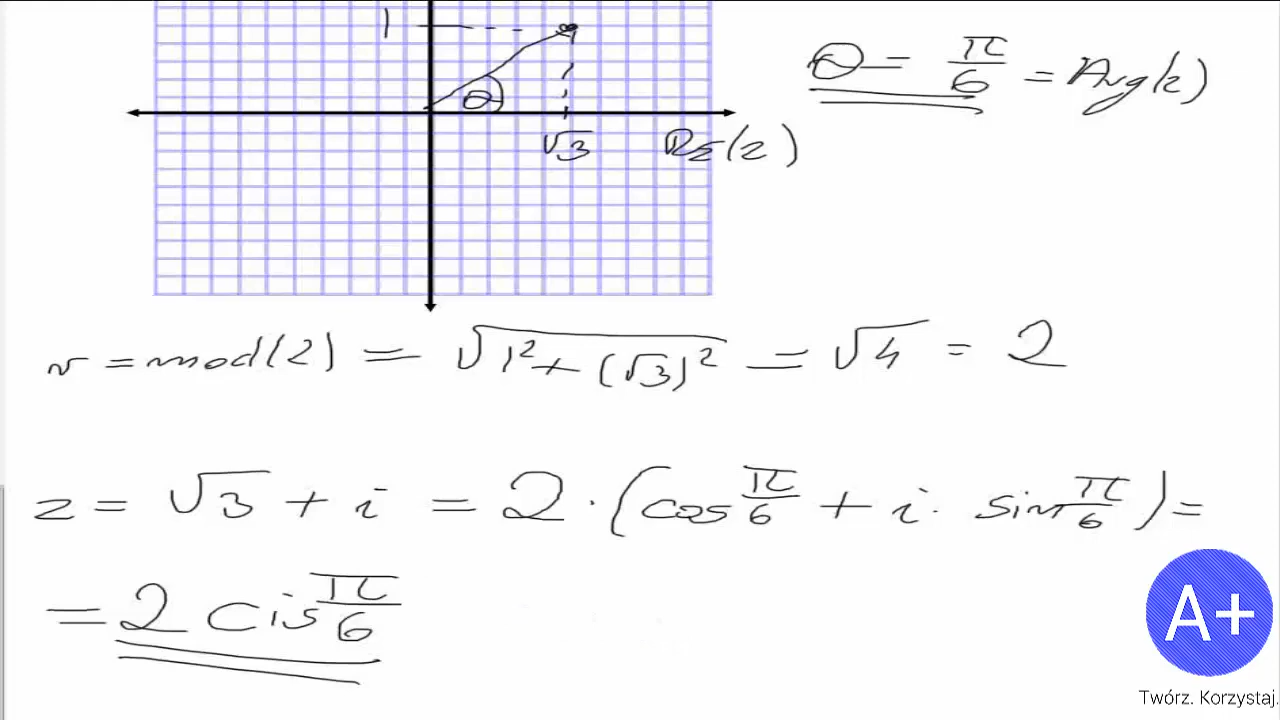 1
θ
√3 Re(z)
θ = π/6 = Arg(z)
r = mod(z) = √(1² + (√3)²) = √4 = 2
z = √3 + i = 2 · (cos π/6 + i · sin π/6) =
= 2 cis π/6
A+
Twórz. Korzystaj.